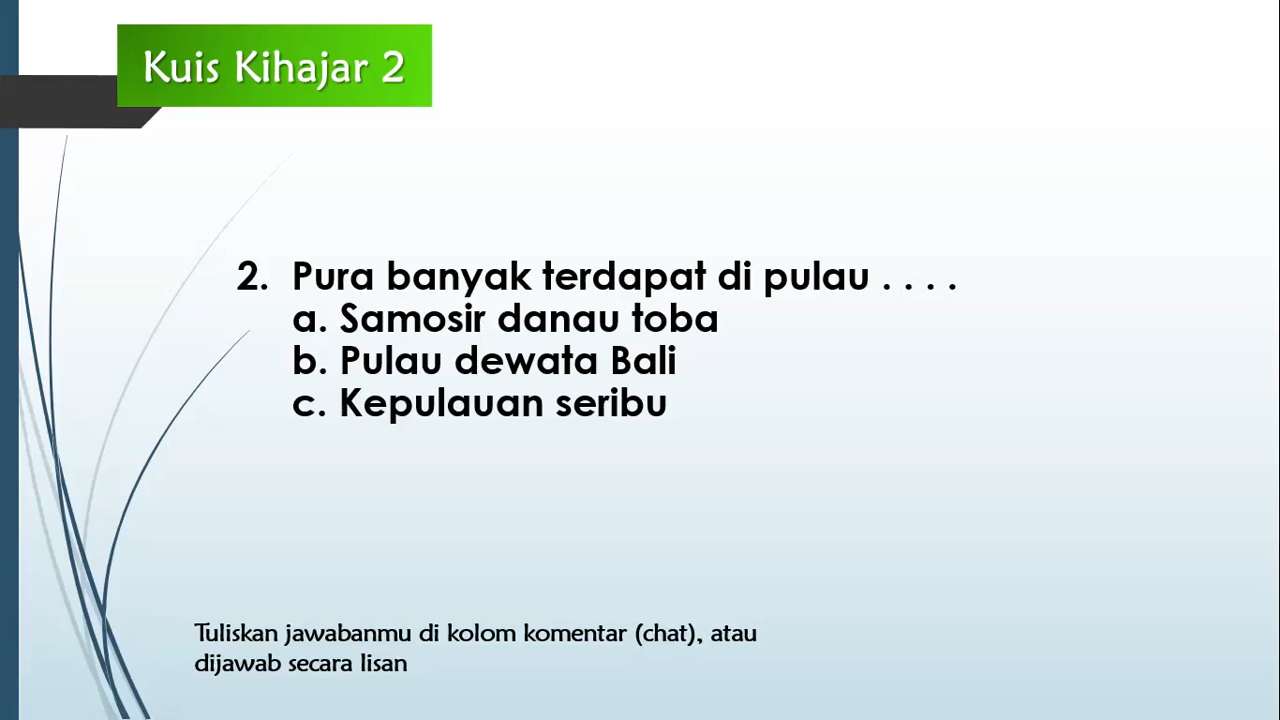 Kuis Kihajar 2
2. Pura banyak terdapat di pulau . . . .
a. Samosir danau toba
b. Pulau dewata Bali
c. Kepulauan seribu
Tuliskan jawabanmu di kolom komentar (chat), atau
dijawab secara lisan